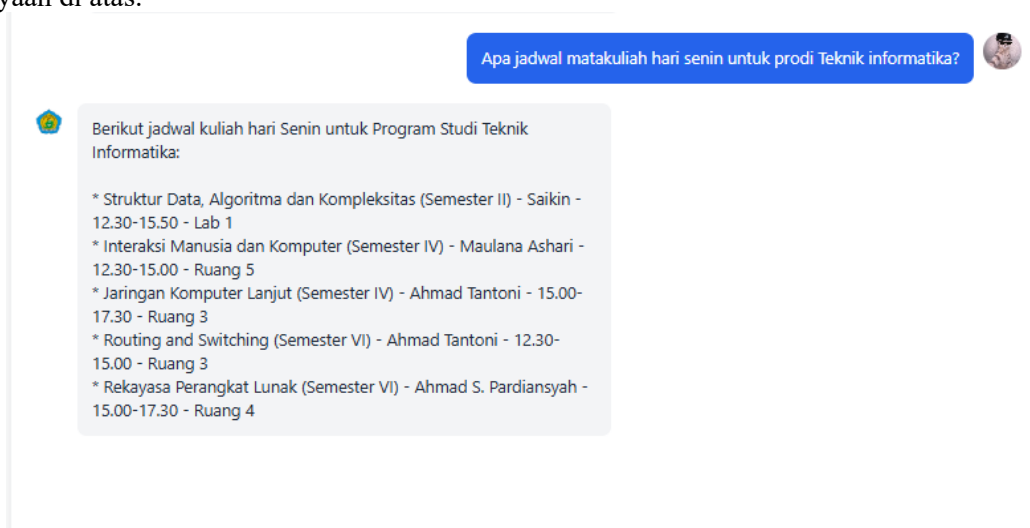 di atas.
Apa jadwal matakuliah hari senin untuk prodi Teknik informatika?
Berikut jadwal kuliah hari Senin untuk Program Studi Teknik
Informatika:
* Struktur Data, Algoritma dan Kompleksitas (Semester II) - Saikin -
12.30-15.50 - Lab 1
* Interaksi Manusia dan Komputer (Semester IV) - Maulana Ashari -
12.30-15.00 - Ruang 5
* Jaringan Komputer Lanjut (Semester IV) - Ahmad Tantoni - 15.00-
17.30 - Ruang 3
* Routing and Switching (Semester VI) - Ahmad Tantoni - 12.30-
15.00 - Ruang 3
* Rekayasa Perangkat Lunak (Semester VI) - Ahmad S. Pardiansyah -
15.00-17.30 - Ruang 4